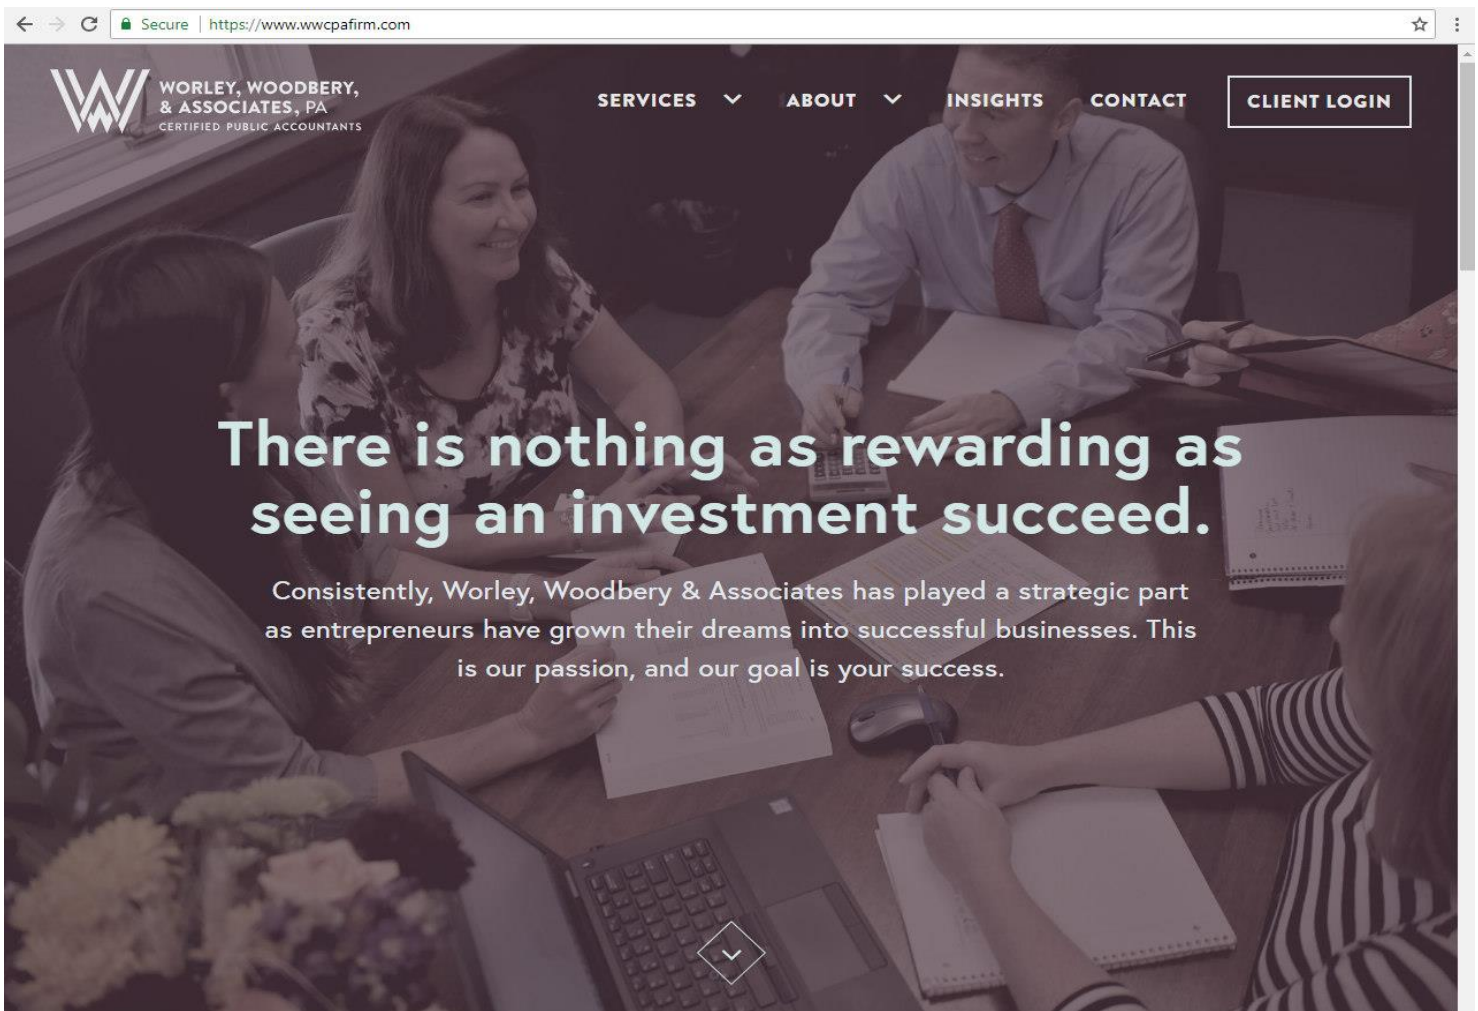 Secure
https://www.wwcpafirm.com
WORLEY, WOODBERY,
& ASSOCIATES, PA
CERTIFIED PUBLIC ACCOUNTANTS
SERVICES
ABOUT
INSIGHTS
CONTACT
CLIENT LOGIN
There is nothing as rewarding as
seeing an investment succeed.
Consistently, Worley, Woodbery & Associates has played a strategic part
as entrepreneurs have grown their dreams into successful businesses. This
is our passion, and our goal is your success.